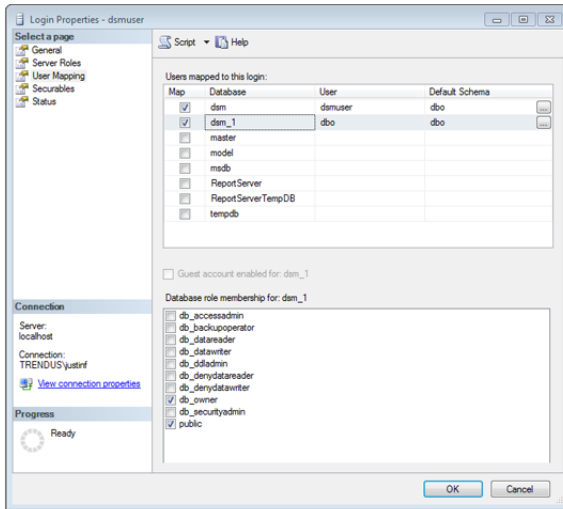 Login Properties - dsmuser
Select a page
General
Server Roles
User Mapping
Securables
Status
Script Help
Users mapped to this login:
Map Database User Default Schema
dsm dsmuser dbo ...
dsm_1 dbo dbo ...
master
model
msdb
ReportServer
ReportServerTempDB
tempdb
Guest account enabled for: dsm_1
Database role membership for: dsm_1
db_accessadmin
db_backupoperator
db_datareader
db_datawriter
db_ddladmin
db_denydatareader
db_denydatawriter
db_owner
db_securityadmin
public
Connection
Server:
localhost
Connection:
TRENDUS\justinf
View connection properties
Progress
Ready
OK Cancel